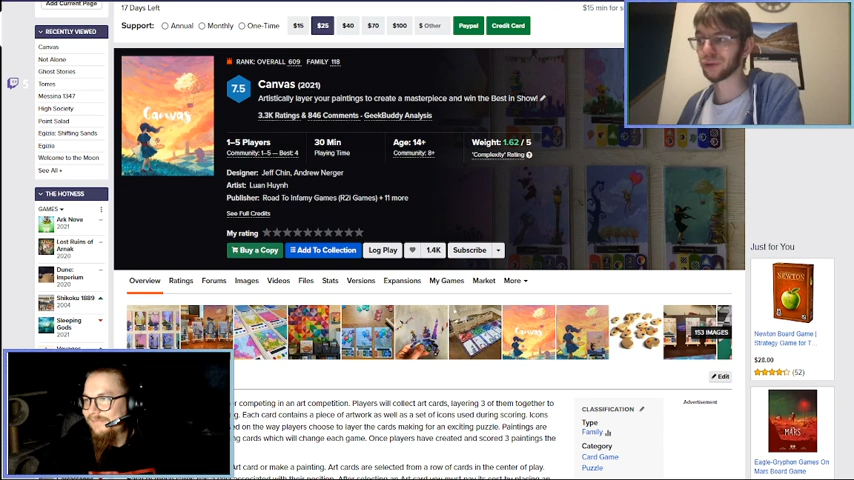 Add Current Page
17 Days Left
Support: Annual Monthly One-Time $15 $25 $40 $70 $100 $ Other Paypal Credit Card
$15 min for s
RECENTLY VIEWED
Canvas
Not Alone
Ghost Stories
Torres
Messina 1347
High Society
Point Salad
Egizia: Shifting Sands
Egizia
Welcome to the Moon
See All
THE HOTNESS
GAMES
Ark Nova
2021
Lost Ruins of Arnak
2020
Dune: Imperium
2020
Shikoku 1889
2004
Sleeping Gods
2021
Voyages
Canvas
RANK: OVERALL 609 FAMILY 118
7.5
Canvas (2021)
Artistically layer your paintings to create a masterpiece and win the Best in Show!
3.3K Ratings & 846 Comments · GeekBuddy Analysis
1–5 Players
Community: 1–5 — Best: 4
30 Min
Playing Time
Age: 14+
Community: 8+
Weight: 1.62 / 5
'Complexity' Rating
Designer: Jeff Chin, Andrew Nerger
Artist: Luan Huynh
Publisher: Road To Infamy Games (R2i Games) + 11 more
See Full Credits
My rating
Buy a Copy Add To Collection Log Play 1.4K Subscribe
Overview Ratings Forums Images Videos Files Stats Versions Expansions My Games Market More
Canvas
153 IMAGES
Edit
r competing in an art competition. Players will collect art cards, layering 3 of them together
g. Each card contains a piece of artwork as well as a set of icons used during scoring. Icons
ed on the way players choose to layer the cards making for an exciting puzzle. Paintings are
ng cards which will change each game. Once players have created and scored 3 paintings the
Art card or make a painting. Art cards are selected from a row of cards in the center of play.
CLASSIFICATION
Type
Family
Category
Card Game
Puzzle
Advertisement
Just for You
NEWTON
Newton Board Game |
Strategy Game for T...
$28.00
(52)
MARS
Eagle-Gryphon Games On
Mars Board Game